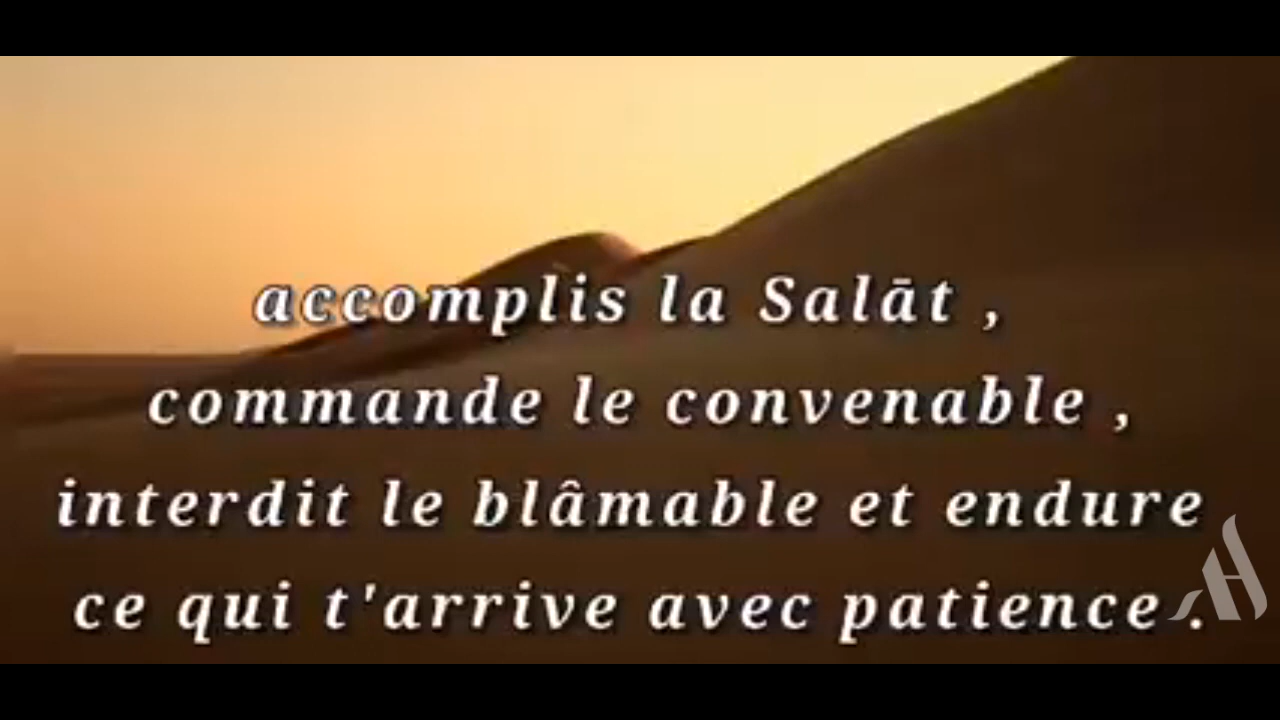 accomplis la Salāt ,
commande le convenable ,
interdit le blâmable et endure
ce qui t'arrive avec patience .